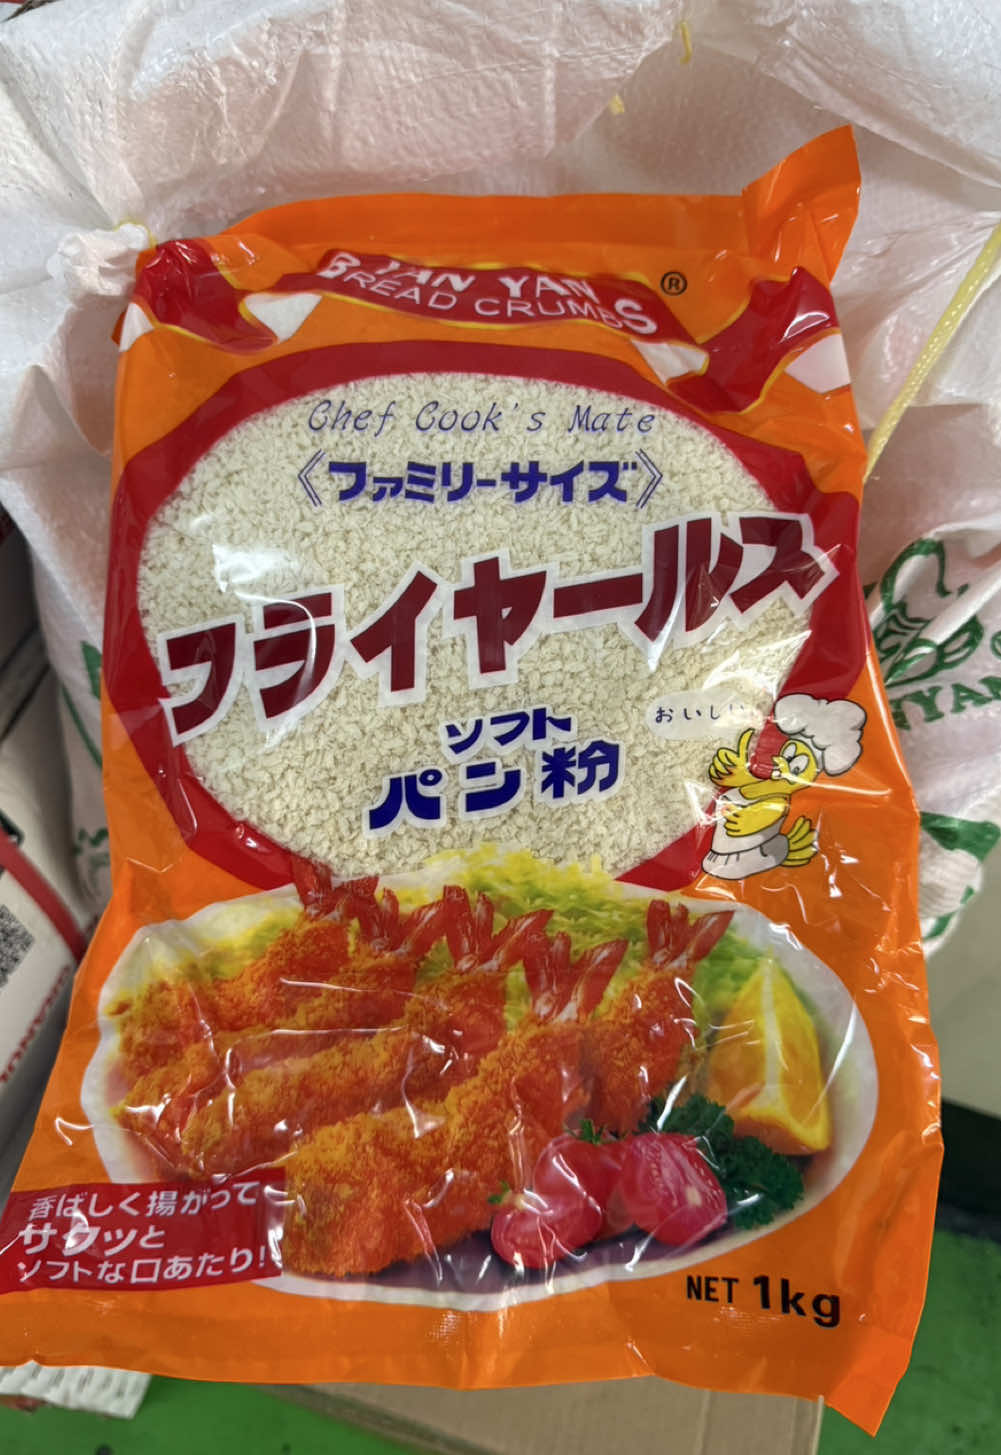 YAN YAN
BREAD CRUMBS
®
Chef Cook's Mate
《ファミリーサイズ》
フライヤールス
ソフト
パン粉
おいしい
香ばしく揚がって
サクッと
ソフトな口あたり!
NET 1kg